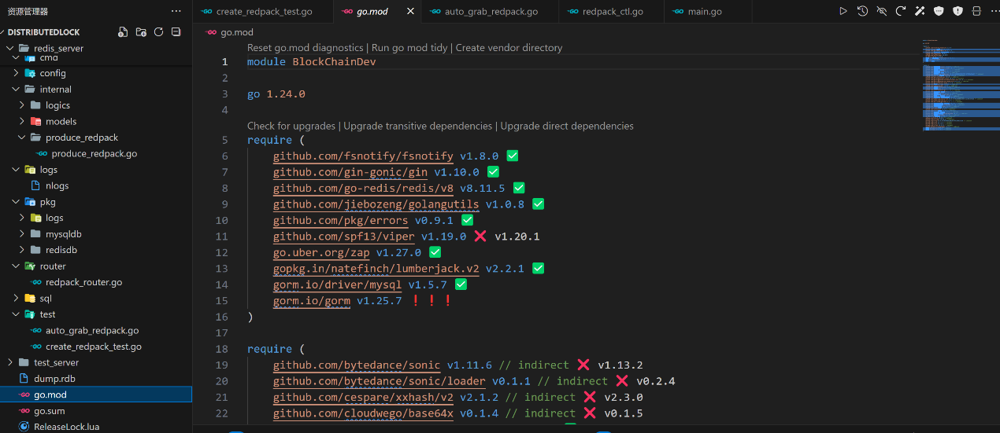 资源管理器
DISTRIBUTEDLOCK
redis_server
cmd
config
internal
logics
models
produce_redpack
produce_redpack.go
logs
nlogs
pkg
logs
mysqldb
redisdb
router
redpack_router.go
sql
test
auto_grab_redpack.go
create_redpack_test.go
test_server
dump.rdb
go.mod
go.sum
ReleaseLock.lua
create_redpack_test.go
go.mod
auto_grab_redpack.go
redpack_ctl.go
main.go
go.mod
Reset go.mod diagnostics | Run go mod tidy | Create vendor directory
1 module BlockChainDev
2
3 go 1.24.0
4
Check for upgrades | Upgrade transitive dependencies | Upgrade direct dependencies
5 require (
6 github.com/fsnotify/fsnotify v1.8.0 ✅
7 github.com/gin-gonic/gin v1.10.0 ✅
8 github.com/go-redis/redis/v8 v8.11.5 ✅
9 github.com/jiebozeng/golangutils v1.0.8 ✅
10 github.com/pkg/errors v0.9.1 ✅
11 github.com/spf13/viper v1.19.0 ❌ v1.20.1
12 go.uber.org/zap v1.27.0 ✅
13 gopkg.in/natefinch/lumberjack.v2 v2.2.1 ✅
14 gorm.io/driver/mysql v1.5.7 ✅
15 gorm.io/gorm v1.25.7 ❗❗❗
16 )
17
18 require (
19 github.com/bytedance/sonic v1.11.6 // indirect ❌ v1.13.2
20 github.com/bytedance/sonic/loader v0.1.1 // indirect ❌ v0.2.4
21 github.com/cespare/xxhash/v2 v2.1.2 // indirect ❌ v2.3.0
22 github.com/cloudwego/base64x v0.1.4 // indirect ❌ v0.1.5